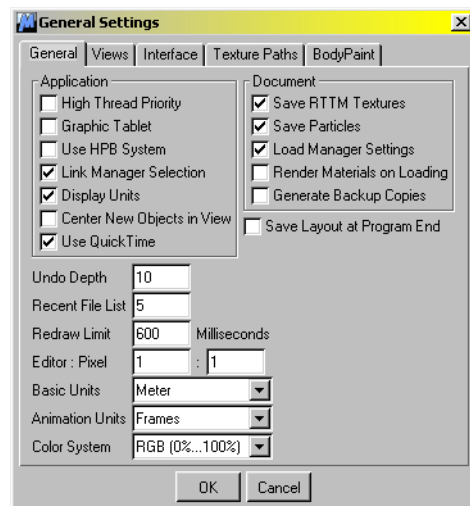 General Settings
General Views Interface Texture Paths BodyPaint
Application
High Thread Priority
Graphic Tablet
Use HPB System
Link Manager Selection
Display Units
Center New Objects in View
Use QuickTime
Document
Save RTTM Textures
Save Particles
Load Manager Settings
Render Materials on Loading
Generate Backup Copies
Save Layout at Program End
Undo Depth 10
Recent File List 5
Redraw Limit 600 Milliseconds
Editor : Pixel 1 : 1
Basic Units Meter
Animation Units Frames
Color System RGB (0%...100%)
OK Cancel